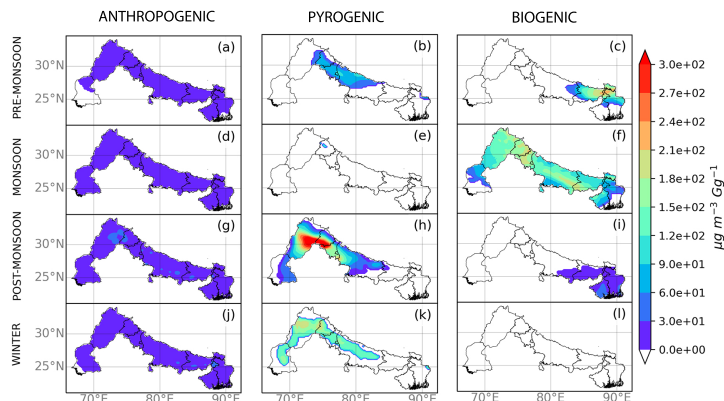 ANTHROPOGENIC PYROGENIC BIOGENIC
PRE-MONSOON 30°N 25°N (a) (b) (c)
MONSOON 30°N 25°N (d) (e) (f)
POST-MONSOON 30°N 25°N (g) (h) (i)
WINTER 30°N 25°N (j) (k) (l)
70°E 80°E 90°E 70°E 80°E 90°E 70°E 80°E 90°E
3.0e+02
2.7e+02
2.4e+02
2.1e+02
1.8e+02
1.5e+02
1.2e+02
9.0e+01
6.0e+01
3.0e+01
0.0e+00
μg m⁻³ Gg⁻¹